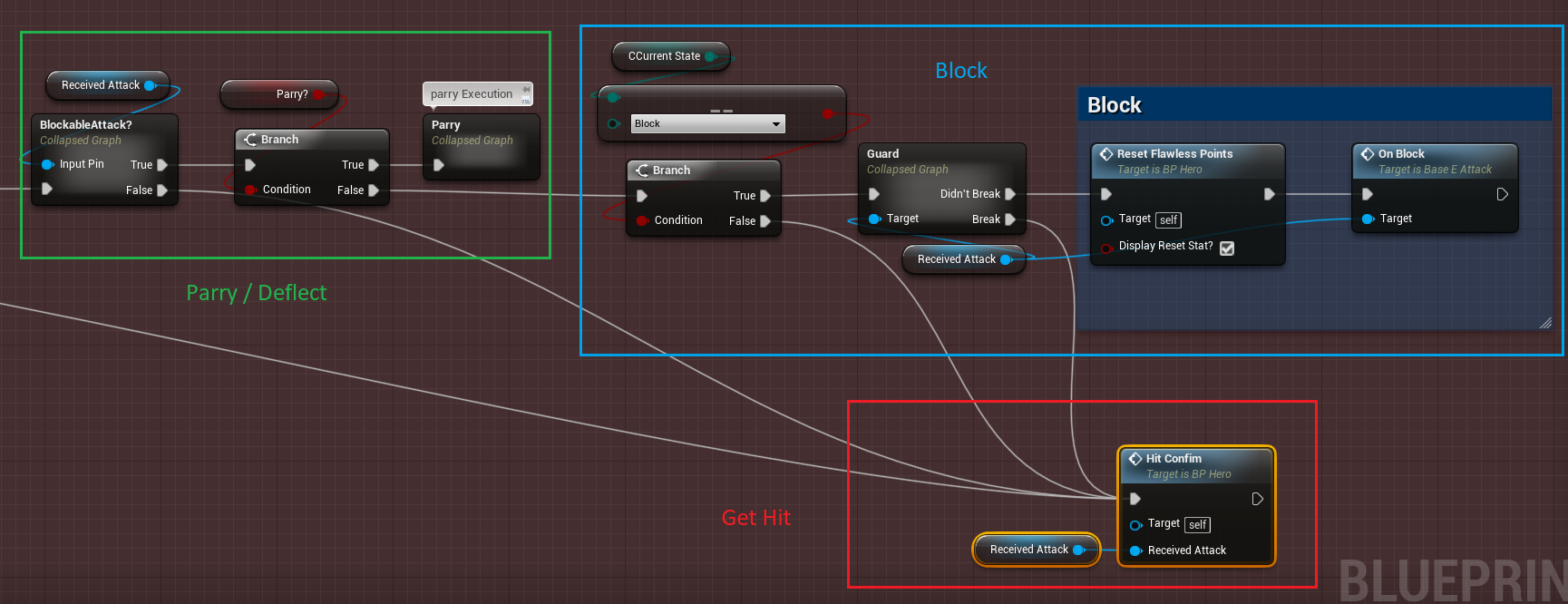 Received Attack
BlockableAttack?
Collapsed Graph
Input Pin
True
False
Parry?
Branch
True
Condition
False
parry Execution
Parry
Collapsed Graph
Parry / Deflect
CCurrent State
==
Block
Block
Branch
True
Condition
False
Guard
Collapsed Graph
Didn't Break
Target
Break
Received Attack
Block
Reset Flawless Points
Target is BP Hero
Target self
Display Reset Stat?
On Block
Target is Base E Attack
Target
Get Hit
Hit Confim
Target is BP Hero
Target self
Received Attack
Received Attack
BLUEPRIN